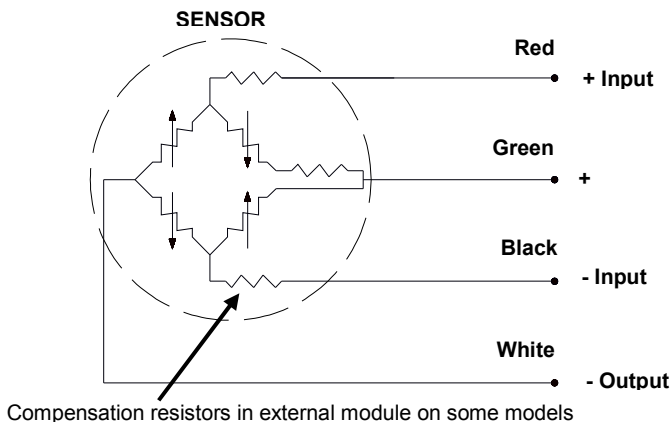 SENSOR
Red
+ Input
Green
+
Black
- Input
White
- Output
Compensation resistors in external module on some models